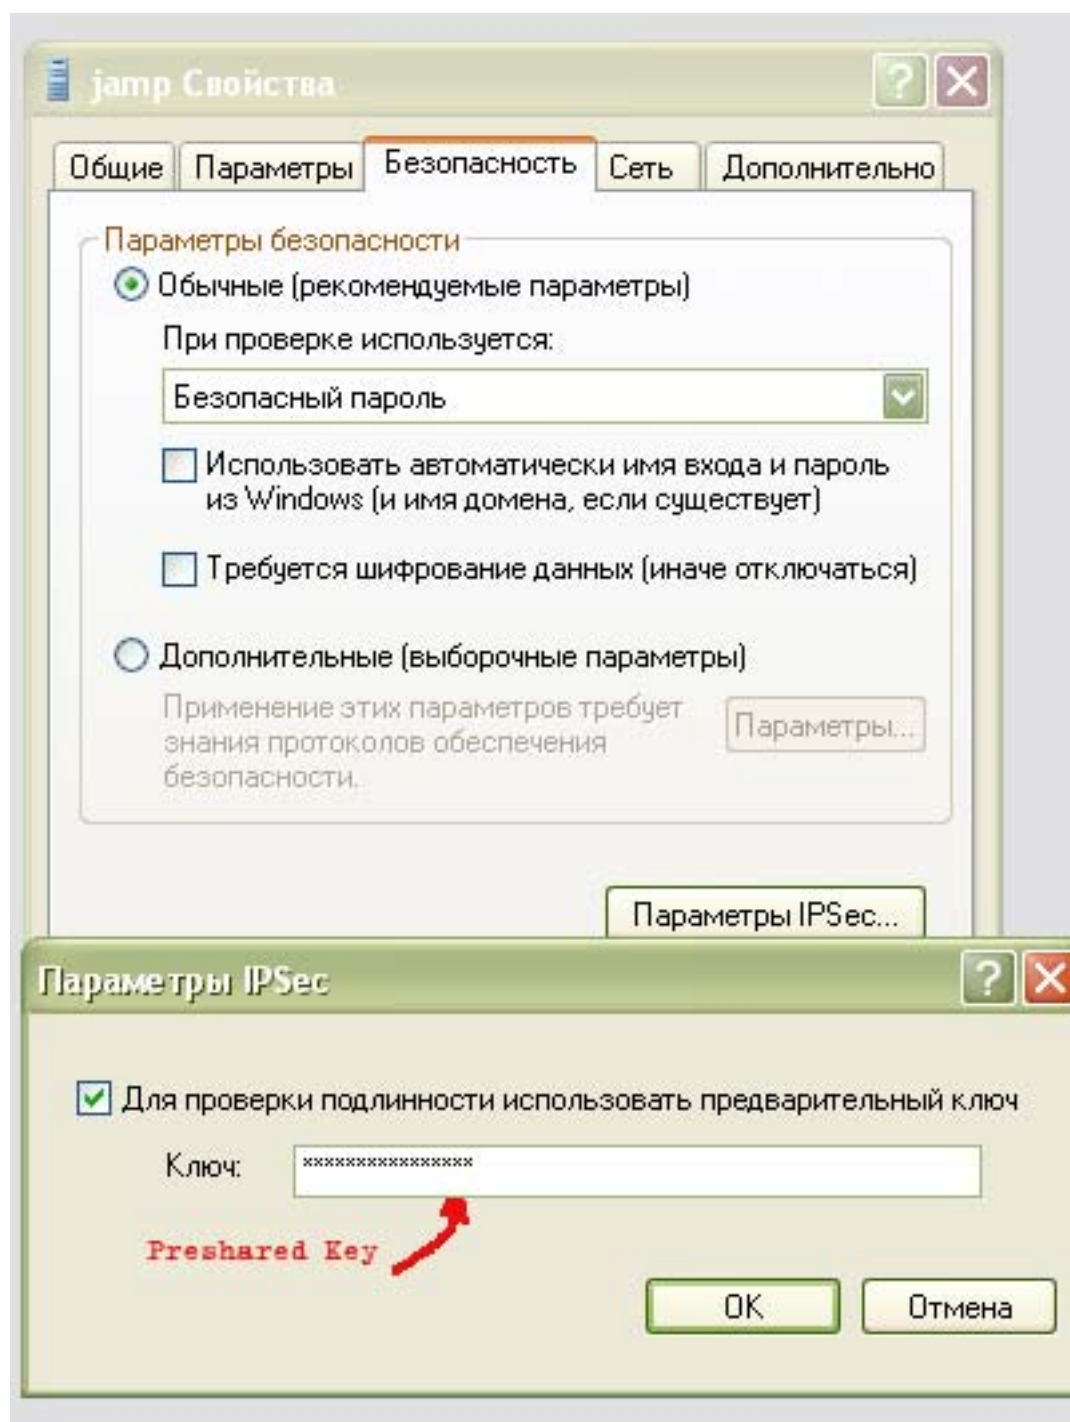 jamp Свойства
Общие Параметры Безопасность Сеть Дополнительно
Параметры безопасности
Обычные (рекомендуемые параметры)
При проверке используется:
Безопасный пароль
Использовать автоматически имя входа и пароль
из Windows (и имя домена, если существует)
Требуется шифрование данных (иначе отключаться)
Дополнительные (выборочные параметры)
Применение этих параметров требует
знания протоколов обеспечения
безопасности.
Параметры...
Параметры IPSec...
Параметры IPSec
Для проверки подлинности использовать предварительный ключ
Ключ: ****************
Preshared Key
OK Отмена